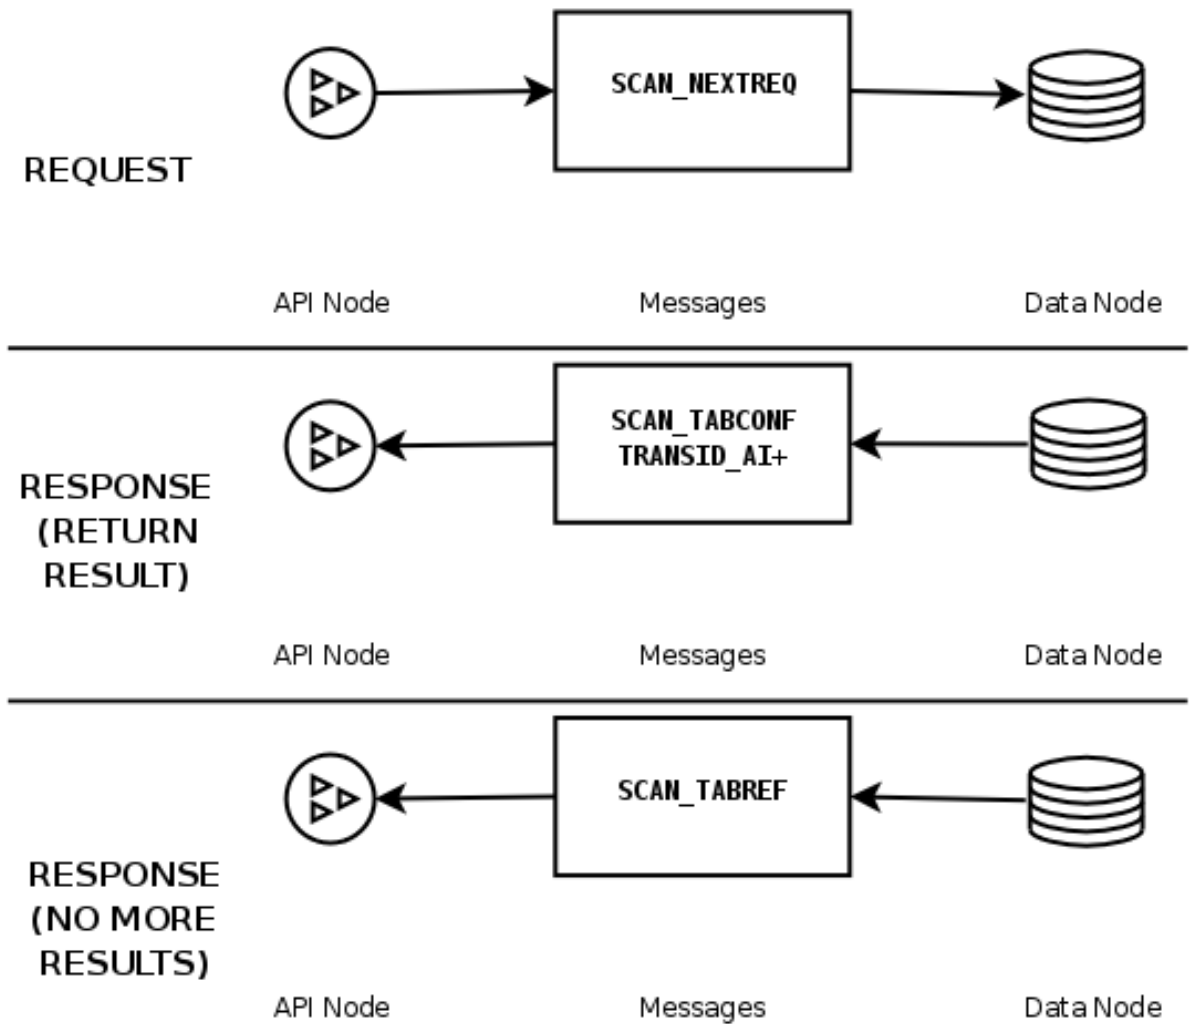 SCAN_NEXTREQ
REQUEST
API Node
Messages
Data Node
SCAN_TABCONF
TRANSID_AI+
RESPONSE
(RETURN
RESULT)
API Node
Messages
Data Node
SCAN_TABREF
RESPONSE
(NO MORE
RESULTS)
API Node
Messages
Data Node